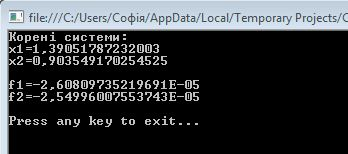 file:///C:/Users/Софія/AppData/Local/Temporary Projects/C
Корені системи:
x1=1,39051787232003
x2=0,903549170254525
f1=-2,60809735219691E-05
f2=-2,54996007553743E-05
Press any key to exit...